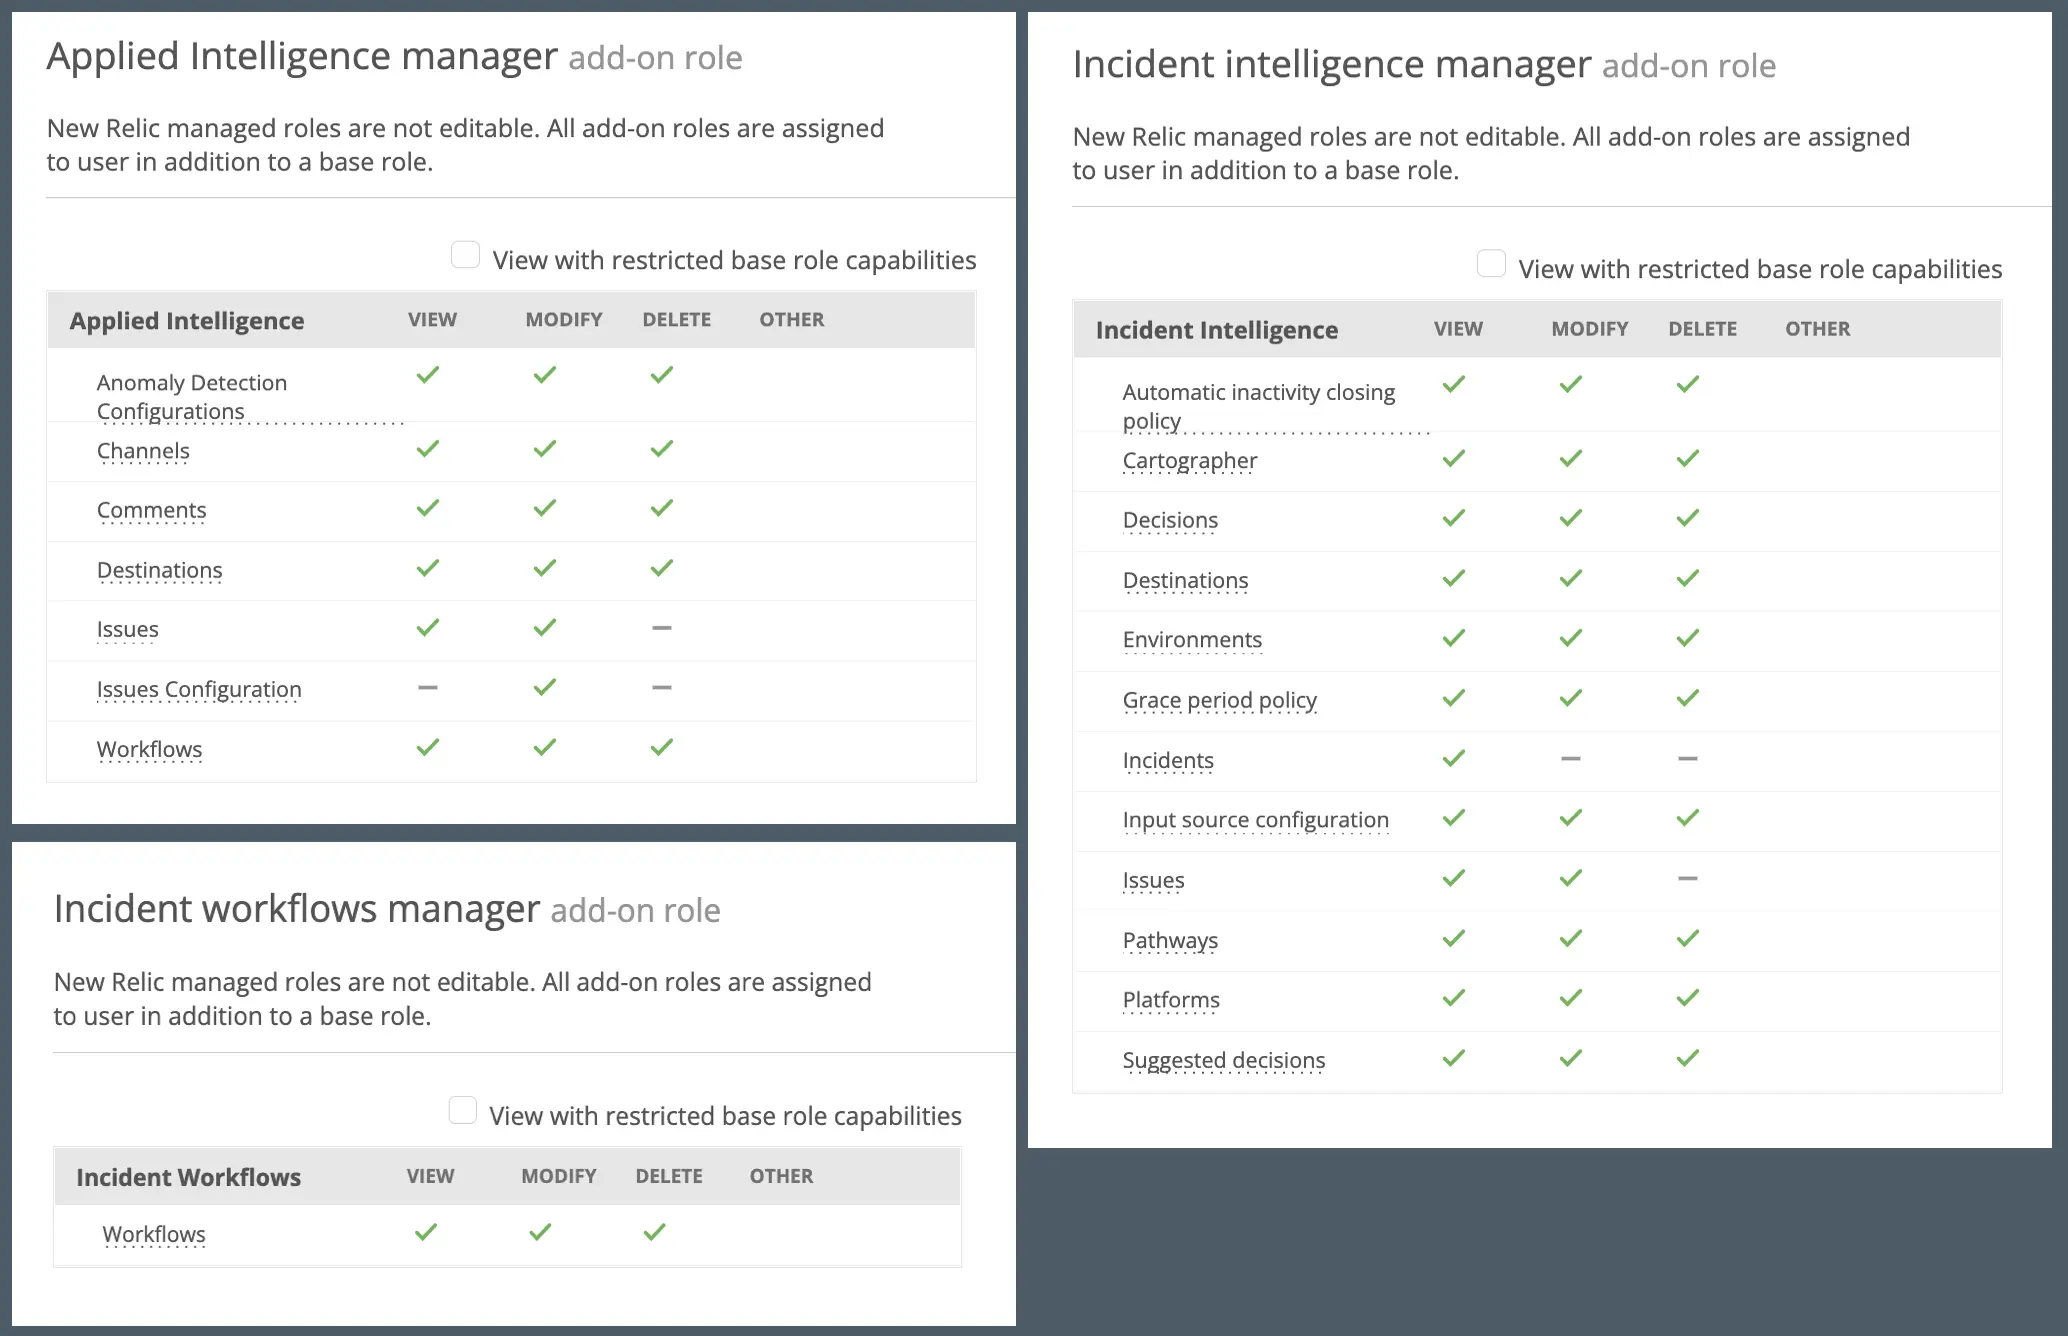 Applied Intelligence manager add-on role
New Relic managed roles are not editable. All add-on roles are assigned
to user in addition to a base role.
View with restricted base role capabilities
Applied Intelligence VIEW MODIFY DELETE OTHER
Anomaly Detection
Configurations
Channels
Comments
Destinations
Issues
Issues Configuration
Workflows
Incident workflows manager add-on role
New Relic managed roles are not editable. All add-on roles are assigned
to user in addition to a base role.
View with restricted base role capabilities
Incident Workflows VIEW MODIFY DELETE OTHER
Workflows
Incident intelligence manager add-on role
New Relic managed roles are not editable. All add-on roles are assigned
to user in addition to a base role.
View with restricted base role capabilities
Incident Intelligence VIEW MODIFY DELETE OTHER
Automatic inactivity closing
policy
Cartographer
Decisions
Destinations
Environments
Grace period policy
Incidents
Input source configuration
Issues
Pathways
Platforms
Suggested decisions